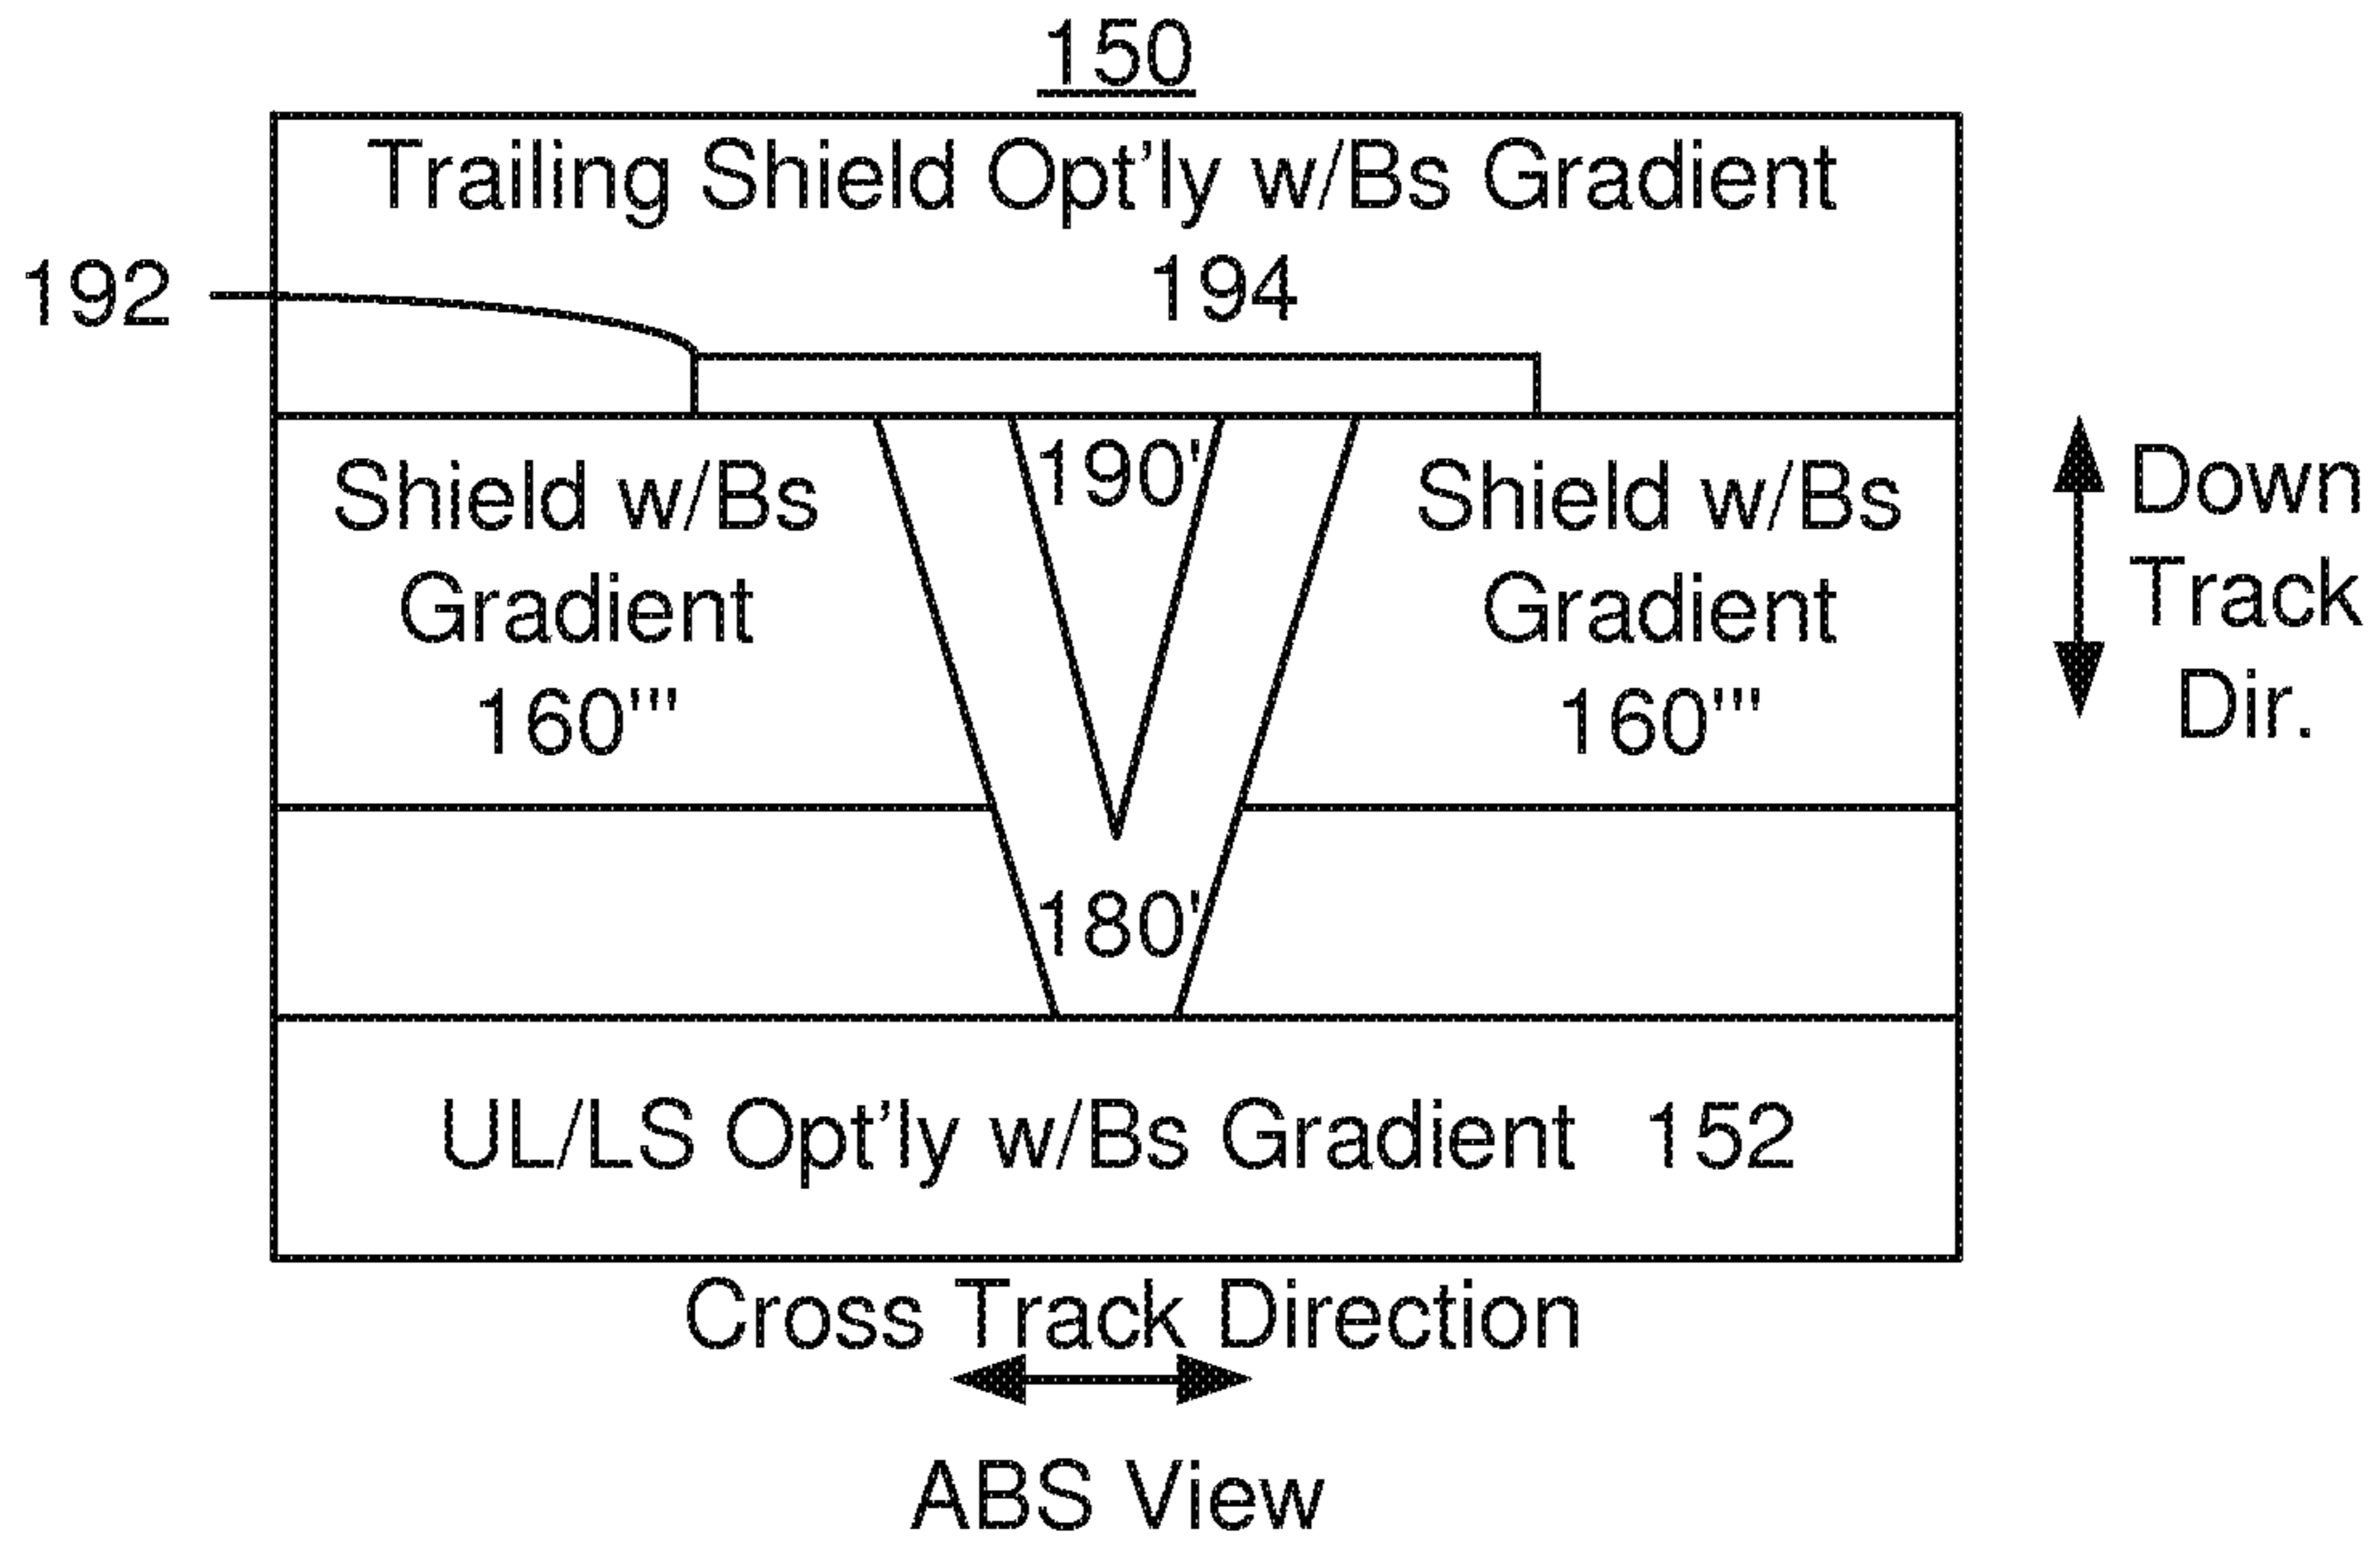 150
Trailing Shield Opt'ly w/Bs Gradient
194
192
190'
Shield w/Bs
Gradient
160'''
Shield w/Bs
Gradient
160'''
Down
Track
Dir.
180'
UL/LS Opt'ly w/Bs Gradient 152
Cross Track Direction
ABS View